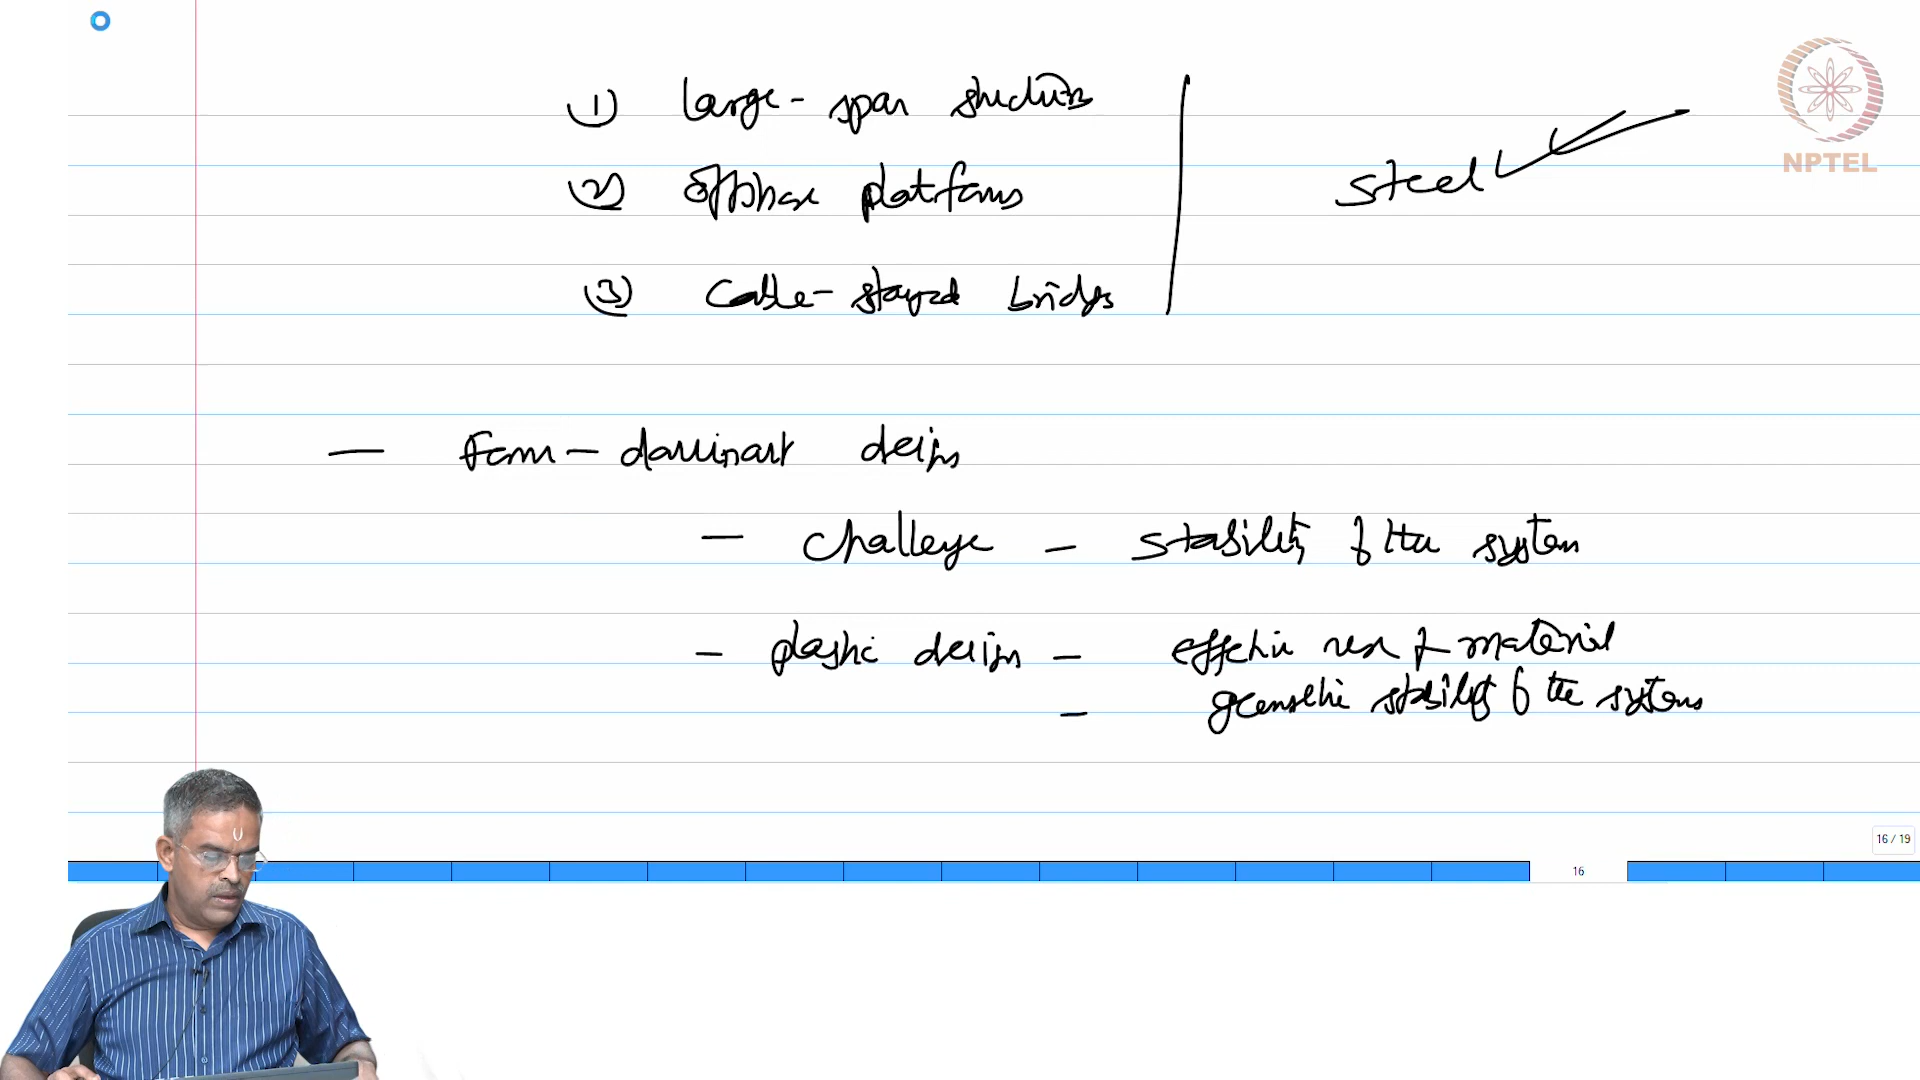 ① Large-span structures
steel
NPTEL
② offshore platforms
③ Cable-stayed bridges
— Form-dominant design
— challenge — stability of the system
— plastic design — effective use of material
— geometric stability of the system
16 / 19
16